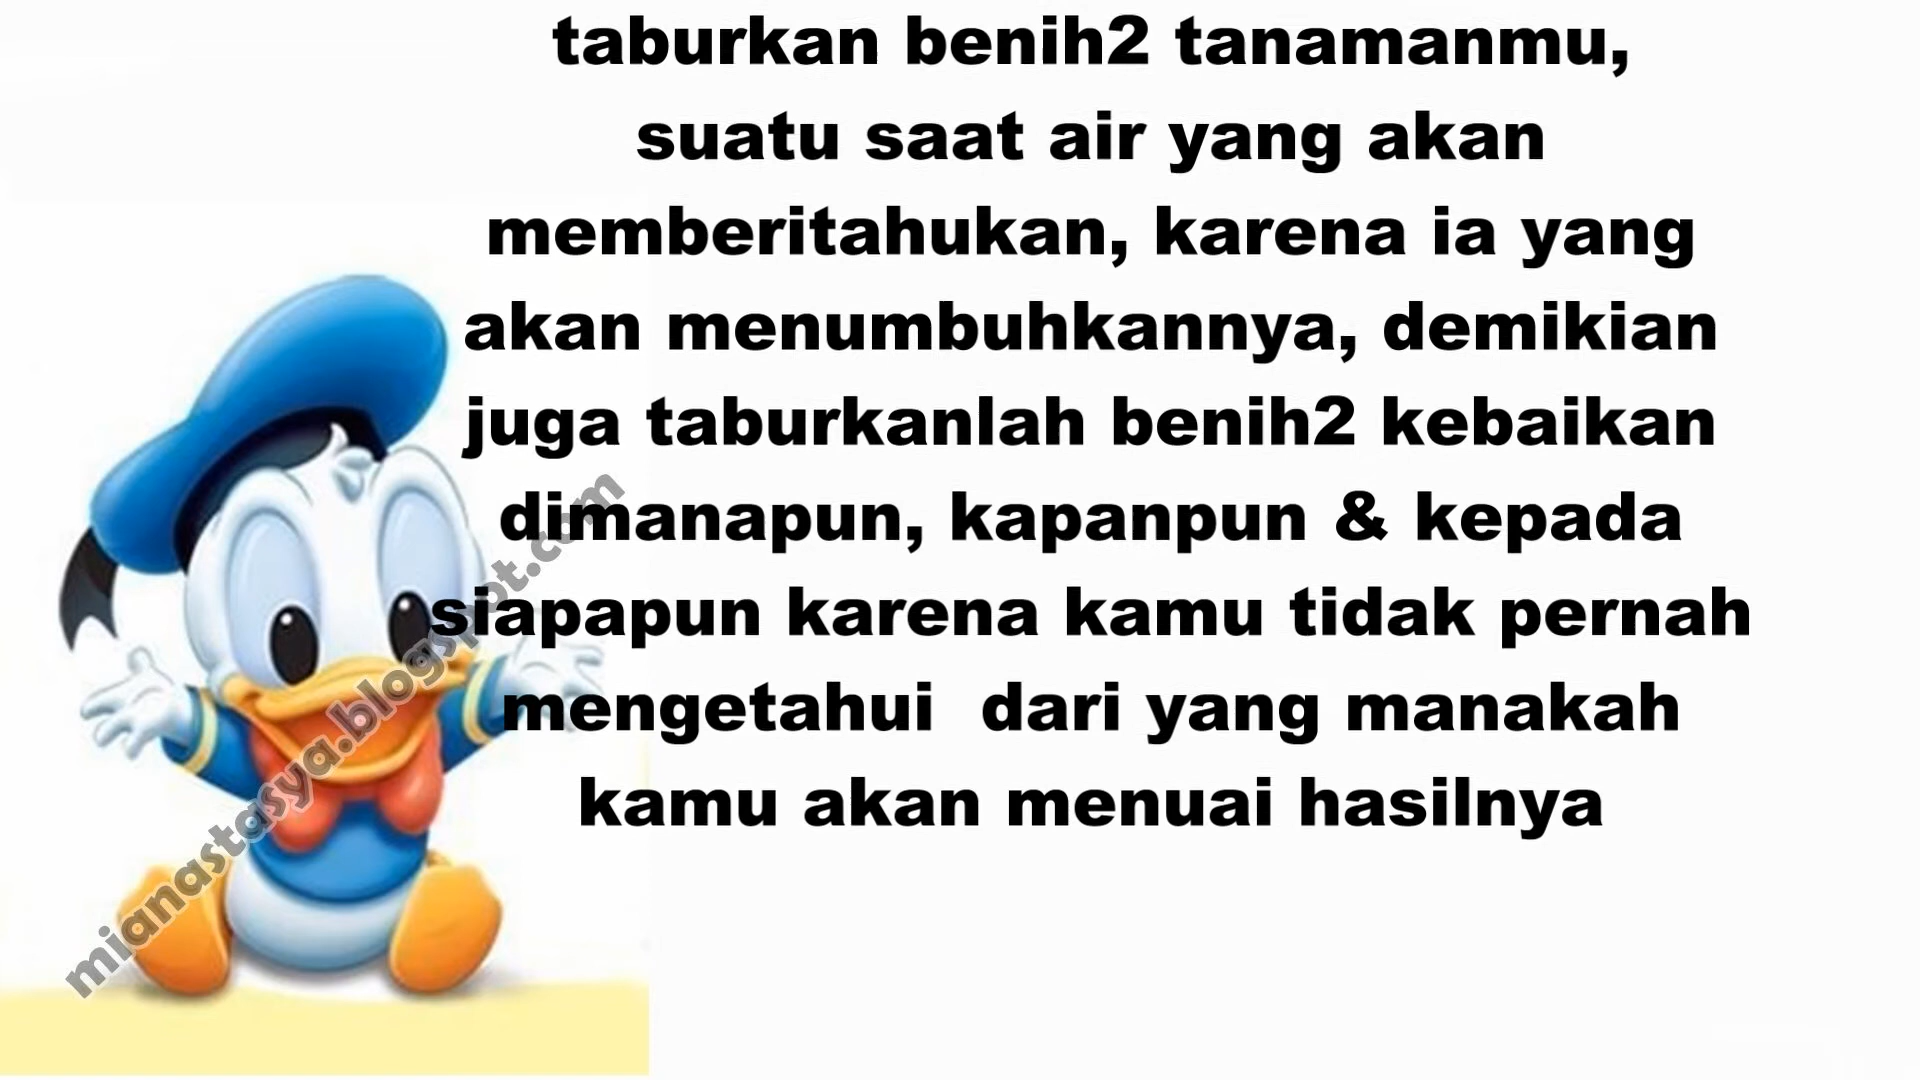 taburkan benih2 tanamanmu,
suatu saat air yang akan
memberitahukan, karena ia yang
akan menumbuhkannya, demikian
juga taburkanlah benih2 kebaikan
dimanapun, kapanpun & kepada
siapapun karena kamu tidak pernah
mengetahui  dari yang manakah
kamu akan menuai hasilnya
mianastasya.blogspot.com